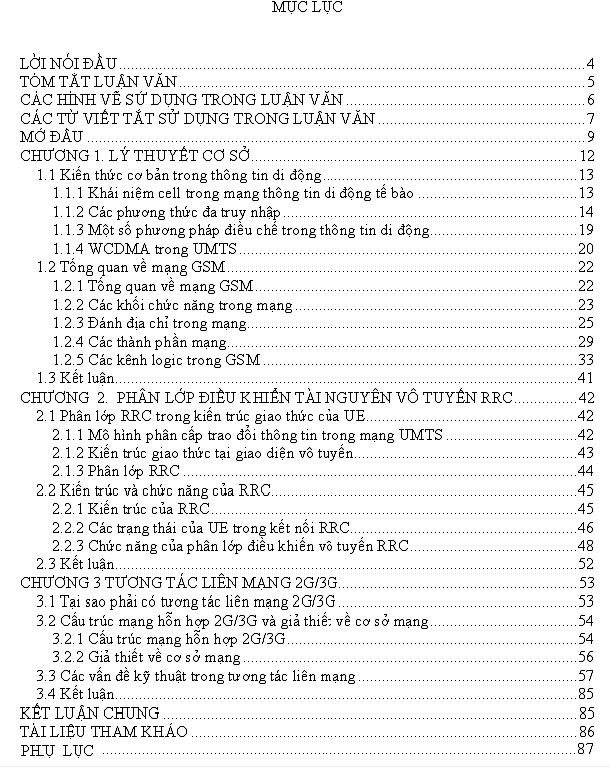 MỤC LỤC
LỜI NÓI ĐẦU....4
TÓM TẮT LUẬN VĂN....5
CÁC HÌNH VẼ SỬ DỤNG TRONG LUẬN VĂN....6
CÁC TỪ VIẾT TẮT SỬ DỤNG TRONG LUẬN VĂN....7
MỞ ĐẦU....9
CHƯƠNG 1. LÝ THUYẾT CƠ SỞ....12
1.1 Kiến thức cơ bản trong thông tin di động....13
1.1.1 Khái niệm cell trong mạng thông tin di động tế bào....13
1.1.2 Các phương thức đa truy nhập....14
1.1.3 Một số phương pháp điều chế trong thông tin di động....19
1.1.4 WCDMA trong UMTS....20
1.2 Tổng quan về mạng GSM....22
1.2.1 Tổng quan về mạng GSM....22
1.2.2 Các khối chức năng trong mạng....23
1.2.3 Đánh địa chỉ trong mạng....25
1.2.4 Các thành phần mạng....29
1.2.5 Các kênh logic trong GSM....33
1.3 Kết luận....41
CHƯƠNG 2. PHÂN LỚP ĐIỀU KHIỂN TÀI NGUYÊN VÔ TUYẾN RRC....42
2.1 Phân lớp RRC trong kiến trúc giao thức của UE....42
2.1.1 Mô hình phân cấp trao đổi thông tin trong mạng UMTS....42
2.1.2 Kiến trúc giao thức tại giao diện vô tuyến....43
2.1.3 Phân lớp RRC....44
2.2 Kiến trúc và chức năng của RRC....45
2.2.1 Kiến trúc của RRC....45
2.2.2 Các trạng thái của UE trong kết nối RRC....46
2.2.3 Chức năng của phân lớp điều khiển vô tuyến RRC....48
2.3 Kết luận....52
CHƯƠNG 3 TƯƠNG TÁC LIÊN MẠNG 2G/3G....53
3.1 Tại sao phải có tương tác liên mạng 2G/3G....53
3.2 Cấu trúc mạng hỗn hợp 2G/3G và giả thiết về cơ sở mạng....54
3.2.1 Cấu trúc mạng hỗn hợp 2G/3G....54
3.2.2 Giả thiết về cơ sở mạng....56
3.3 Các vấn đề kỹ thuật trong tương tác liên mạng....57
3.4 Kết luận....85
KẾT LUẬN CHUNG....85
TÀI LIỆU THAM KHẢO....86
PHỤ LỤC....87